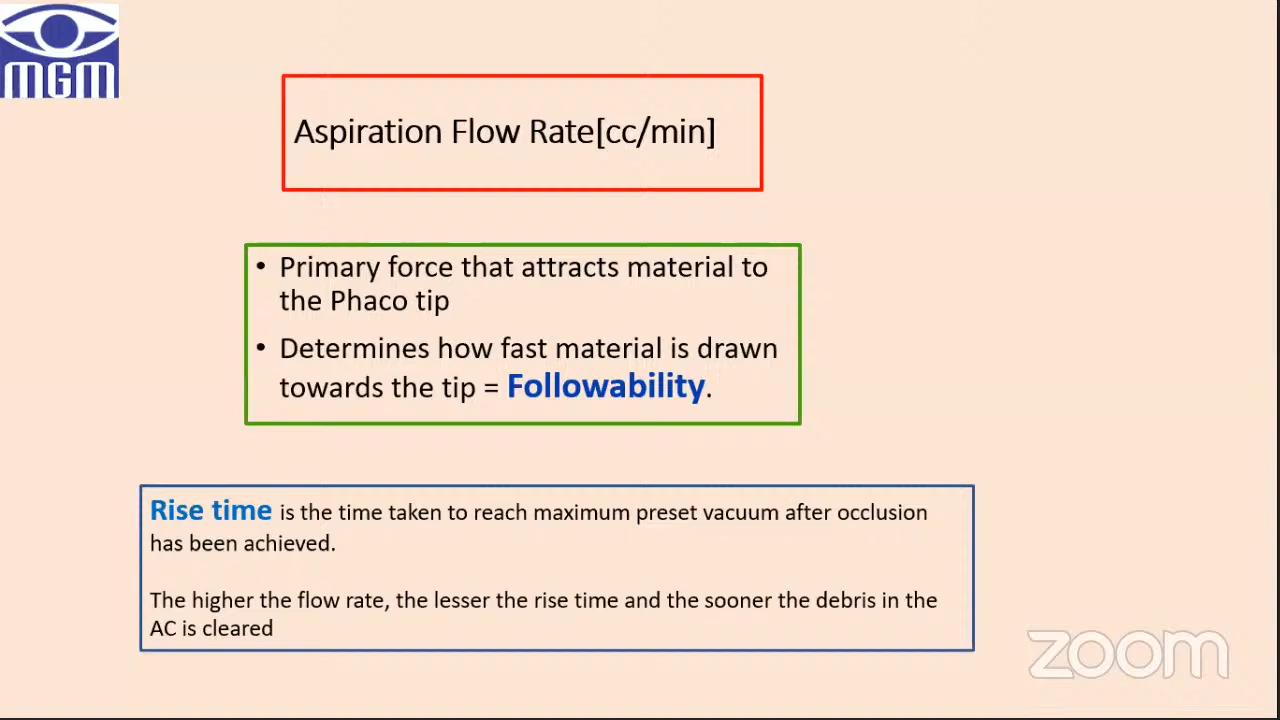 MGM
Aspiration Flow Rate[cc/min]
• Primary force that attracts material to
the Phaco tip
• Determines how fast material is drawn
towards the tip = Followability.
Rise time is the time taken to reach maximum preset vacuum after occlusion
has been achieved.
The higher the flow rate, the lesser the rise time and the sooner the debris in the
AC is cleared
zoom